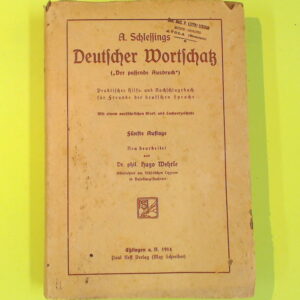 A. Schlessings
Deutscher Wortschatz
("Der passende Ausdruck")
Praktisches Hilfs- und Nachschlagebuch
für Freunde der deutschen Sprache
Mit einem ausführlichen Wort- und
Fünfte Auflage
Neu bearbeitet
von
Dr. phil. Hugo Wehrle
Eßlingen a. N. 1914
Paul Neff Verlag (Max Schreiber)